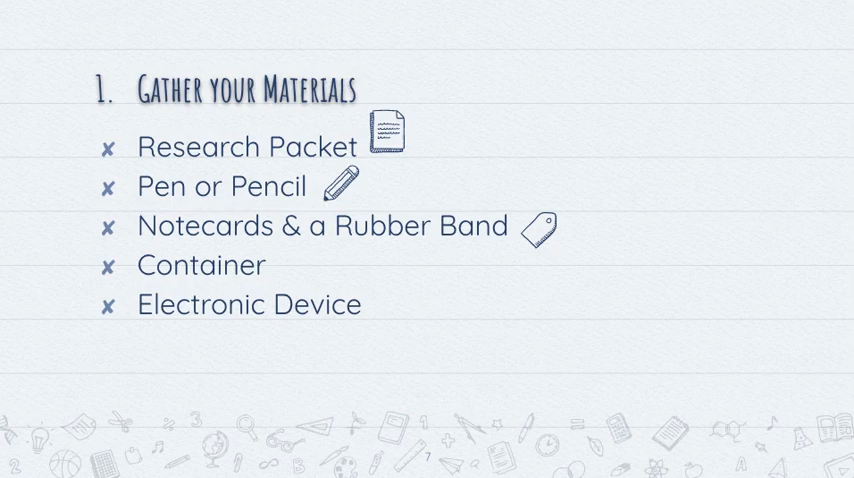 1. Gather your Materials
✘ Research Packet
✘ Pen or Pencil
✘ Notecards & a Rubber Band
✘ Container
✘ Electronic Device
7